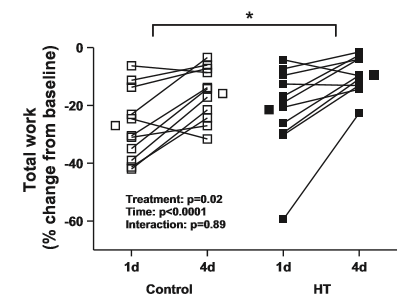 *
Total work
(% change from baseline)
0
-20
-40
-60
Treatment: p=0.02
Time: p<0.0001
Interaction: p=0.89
1d
4d
1d
4d
Control
HT